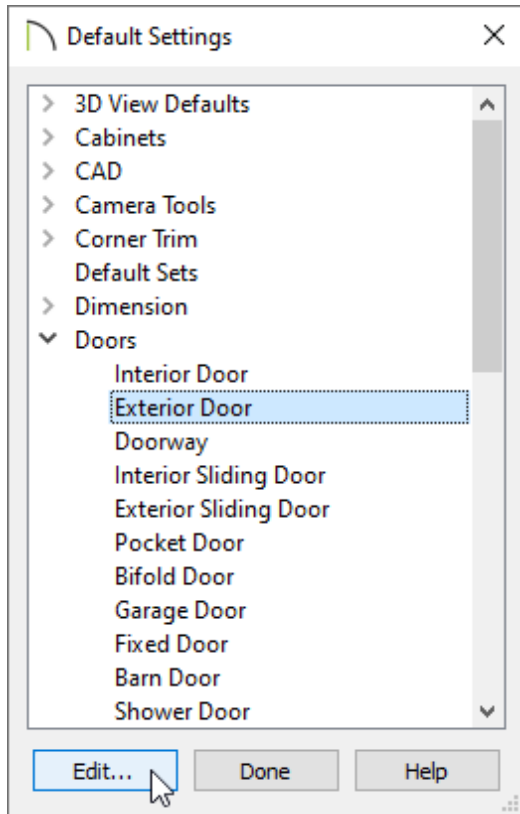 Default Settings
3D View Defaults
Cabinets
CAD
Camera Tools
Corner Trim
Default Sets
Dimension
Doors
Interior Door
Exterior Door
Doorway
Interior Sliding Door
Exterior Sliding Door
Pocket Door
Bifold Door
Garage Door
Fixed Door
Barn Door
Shower Door
Edit... Done Help